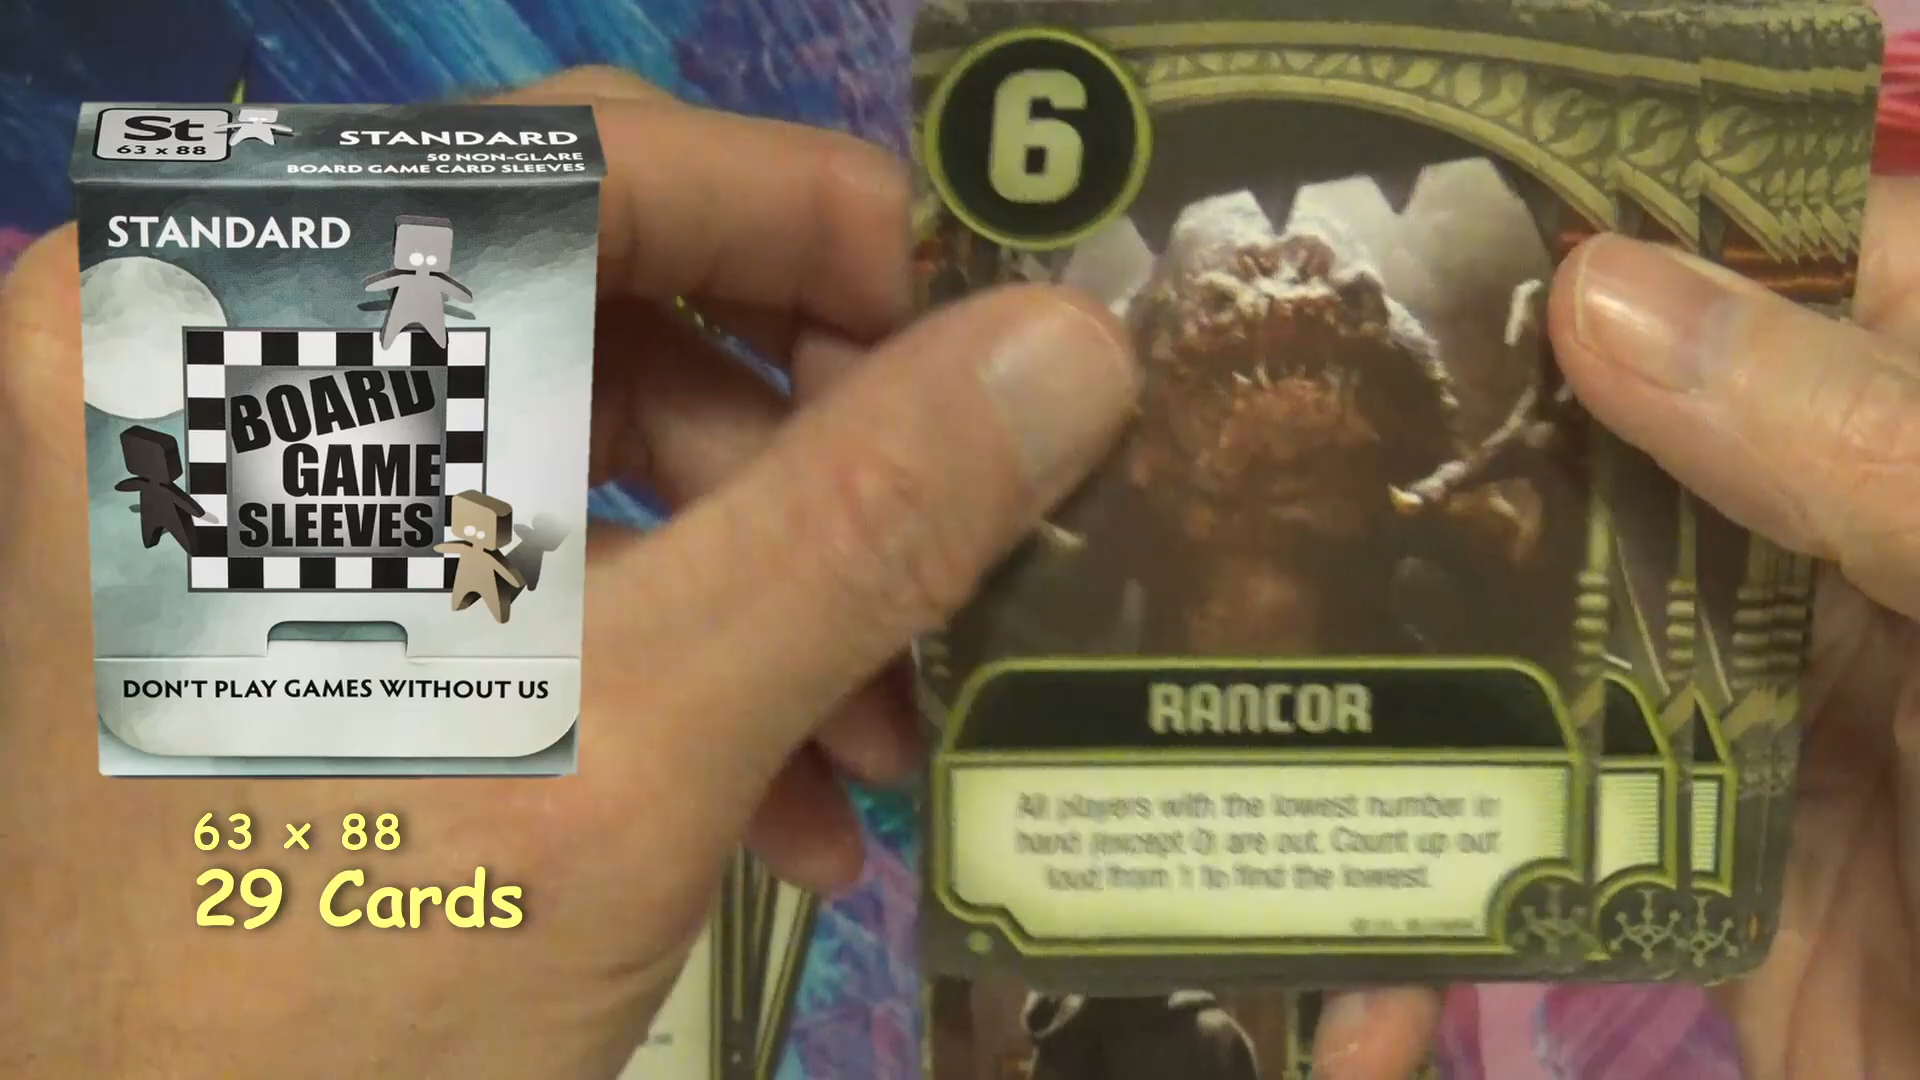 St
63 x 88
STANDARD
50 NON-GLARE
BOARD GAME CARD SLEEVES
STANDARD
BOARD
GAME
SLEEVES
DON'T PLAY GAMES WITHOUT US
63 x 88
29 Cards
6
RANCOR
All players with the lowest number in
hand (except 0) are out. Count up out
loud from 1 to find the lowest.